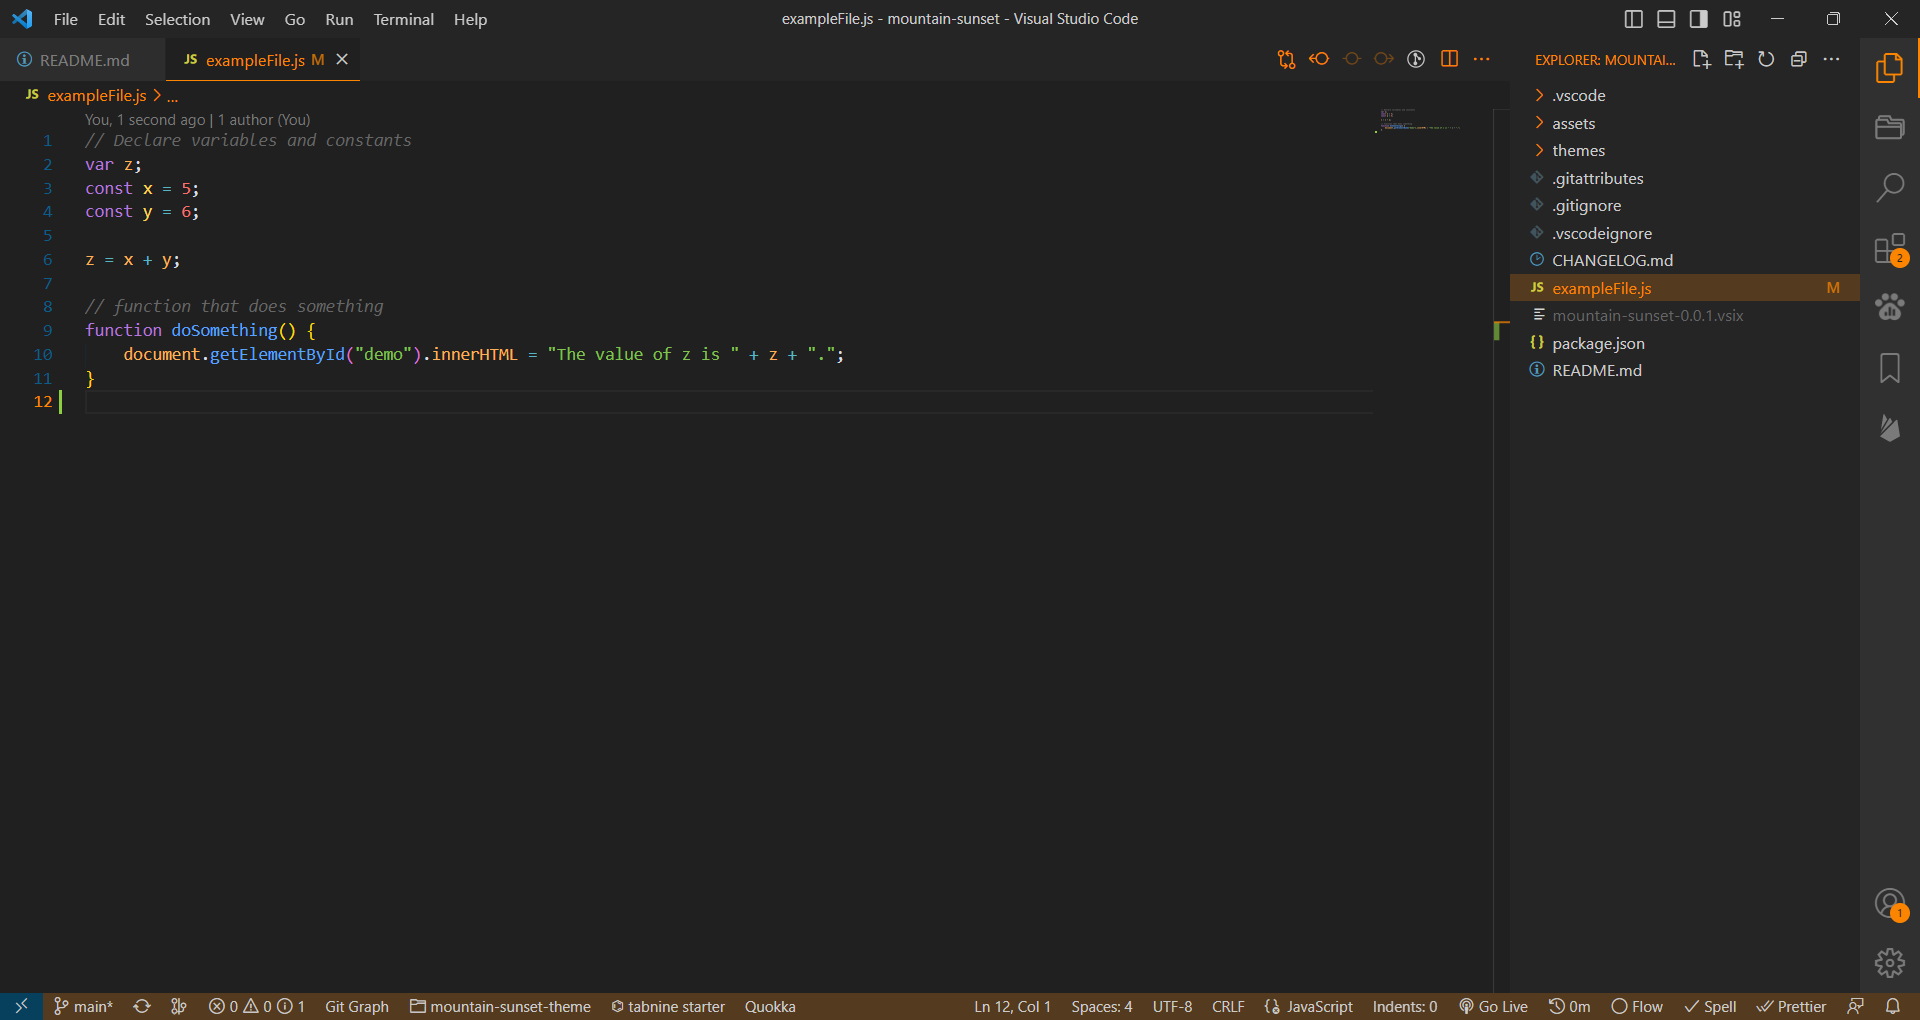 File Edit Selection View Go Run Terminal Help exampleFile.js - mountain-sunset - Visual Studio Code
README.md JS exampleFile.js M
EXPLORER: MOUNTAI...
JS exampleFile.js > ...
You, 1 second ago | 1 author (You)
1 // Declare variables and constants
2 var z;
3 const x = 5;
4 const y = 6;
5
6 z = x + y;
7
8 // function that does something
9 function doSomething() {
10 document.getElementById("demo").innerHTML = "The value of z is " + z + ".";
11 }
12
.vscode
assets
themes
.gitattributes
.gitignore
.vscodeignore
CHANGELOG.md
JS exampleFile.js M
mountain-sunset-0.0.1.vsix
{} package.json
README.md
2
1
main* 0 0 1 Git Graph mountain-sunset-theme tabnine starter Quokka Ln 12, Col 1 Spaces: 4 UTF-8 CRLF JavaScript Indents: 0 Go Live 0m Flow Spell Prettier